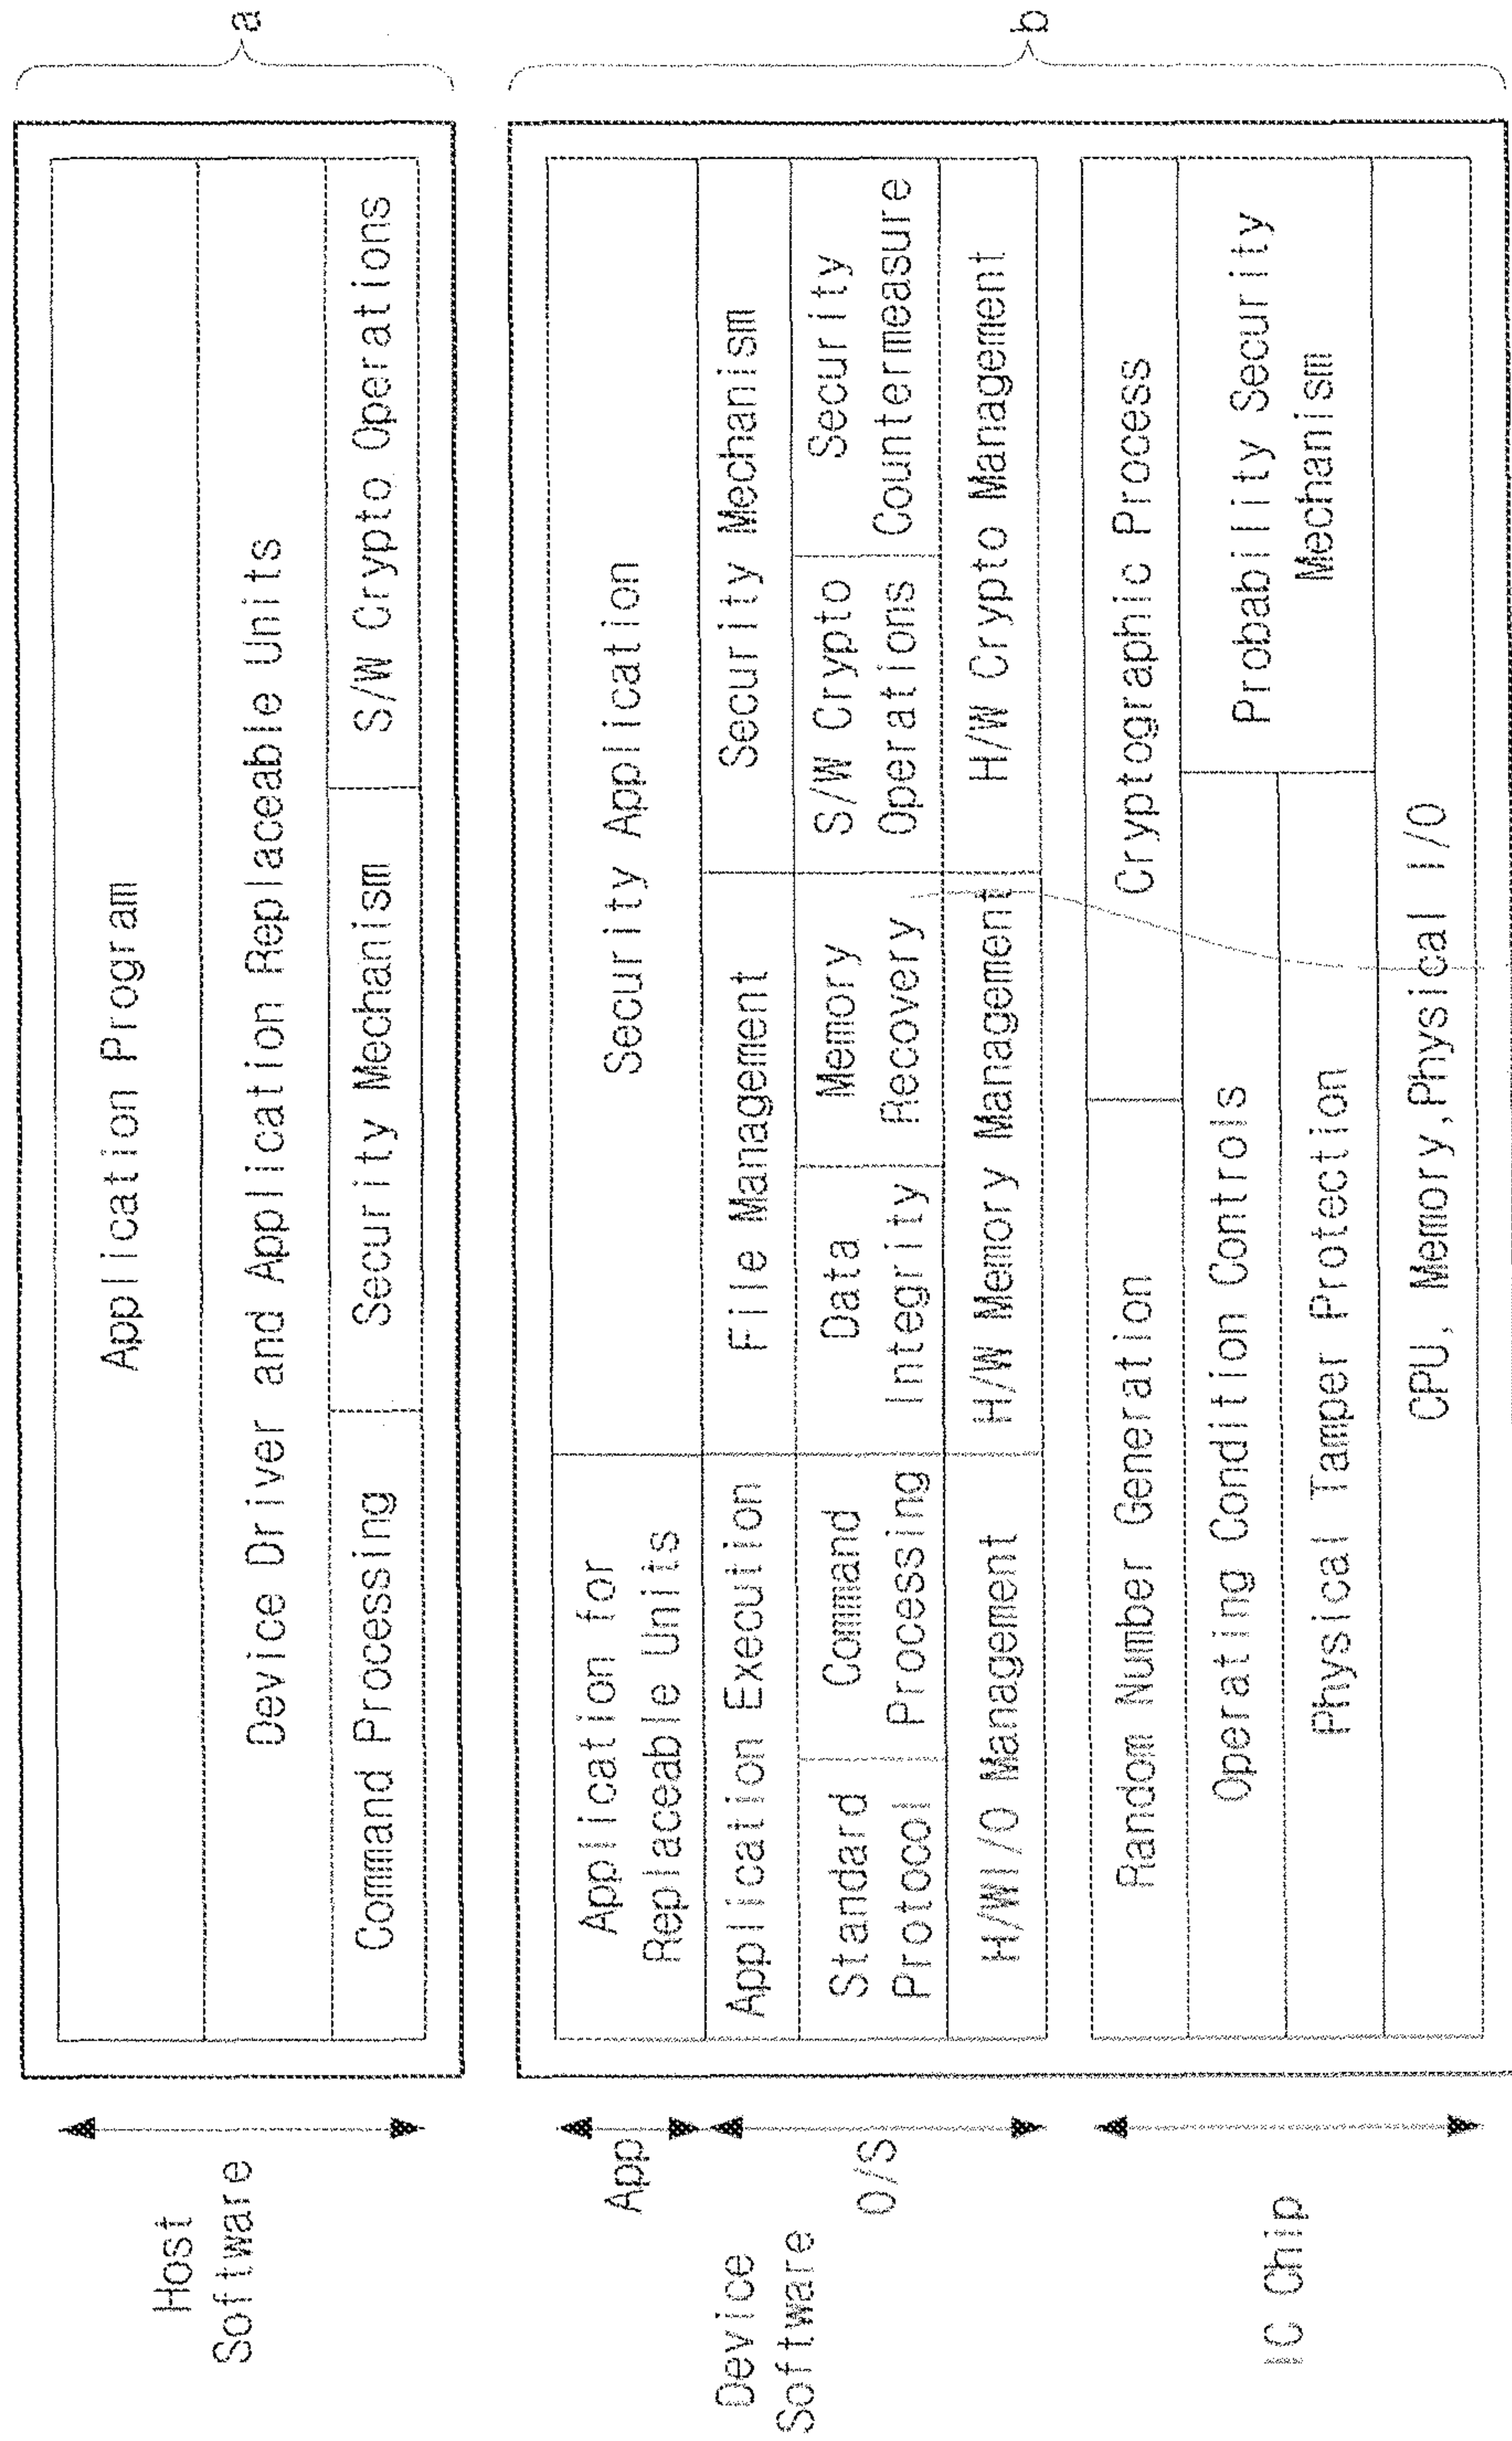 Host
Software
Application Program
Device Driver and Application Replaceable Units
Command Processing
Security Mechanism
S/W Crypto Operations
a
Device
Software
App
O/S
Application for
Replaceable Units
Security Application
Application Execution
File Management
Security Mechanism
Standard
Protocol
Command
Processing
Data
Integrity
Memory
Recovery
S/W Crypto
Operations
Security
Countermeasure
H/WI/O Management
H/W Memory Management
H/W Crypto Management
b
IC Chip
Random Number Generation
Cryptographic Process
Operating Condition Controls
Probability Security
Mechanism
Physical Tamper Protection
CPU, Memory,Physical I/O